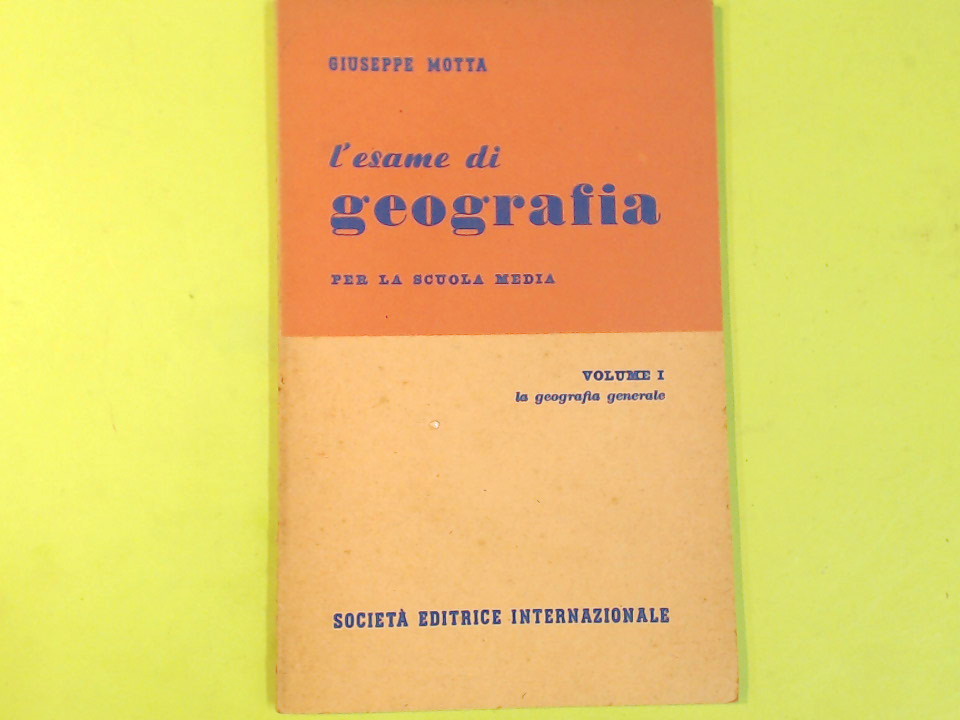 GIUSEPPE MOTTA
l'esame di
geografia
PER LA SCUOLA MEDIA
VOLUME I
la geografia generale
SOCIETÀ EDITRICE INTERNAZIONALE